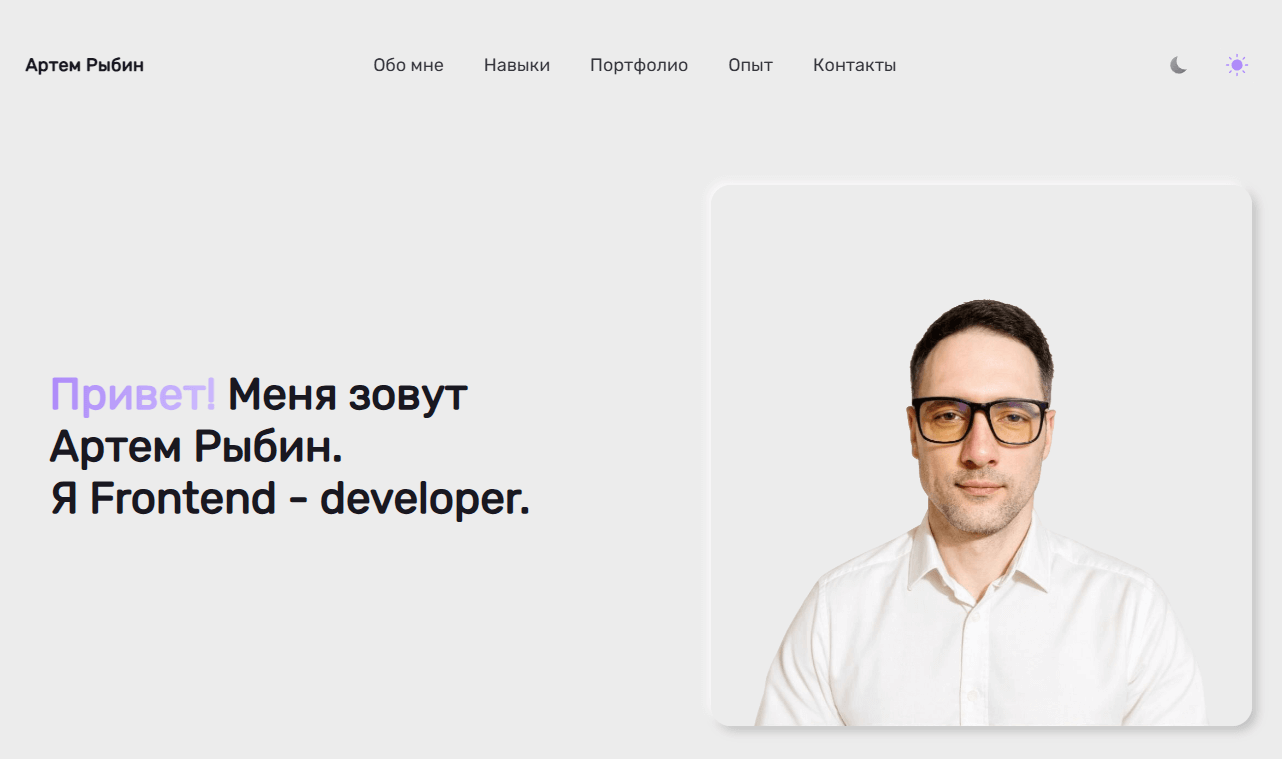 Артем Рыбин
Обо мне
Навыки
Портфолио
Опыт
Контакты
Привет! Меня зовут
Артем Рыбин.
Я Frontend - developer.